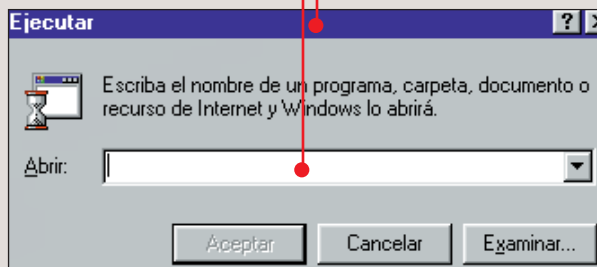 Ejecutar
Escriba el nombre de un programa, carpeta, documento o
recurso de Internet y Windows lo abrirá.
Abrir:
Aceptar Cancelar Examinar...